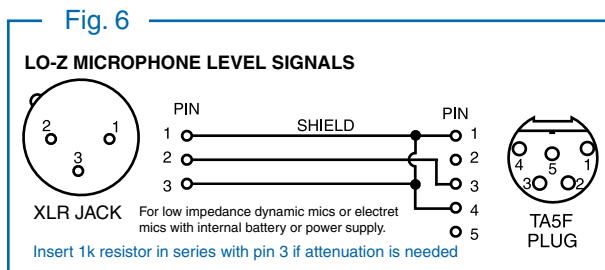 Fig. 6
LO-Z MICROPHONE LEVEL SIGNALS
PIN
PIN
1
SHIELD
1
2
2
3
3
4
5
2
1
3
XLR JACK
4
5
1
3
2
TA5F
PLUG
For low impedance dynamic mics or electret
mics with internal battery or power supply.
Insert 1k resistor in series with pin 3 if attenuation is needed